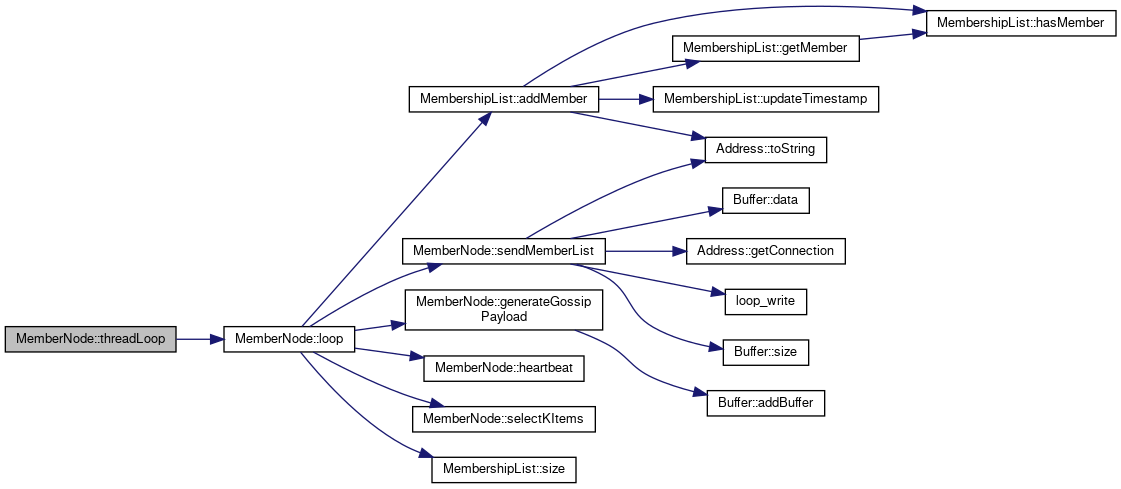 MembershipList::hasMember
MembershipList::getMember
MembershipList::addMember
MembershipList::updateTimestamp
Address::toString
Buffer::data
MemberNode::sendMemberList
Address::getConnection
MemberNode::generateGossip
Payload
loop_write
MemberNode::threadLoop
MemberNode::loop
Buffer::size
MemberNode::heartbeat
Buffer::addBuffer
MemberNode::selectKItems
MembershipList::size